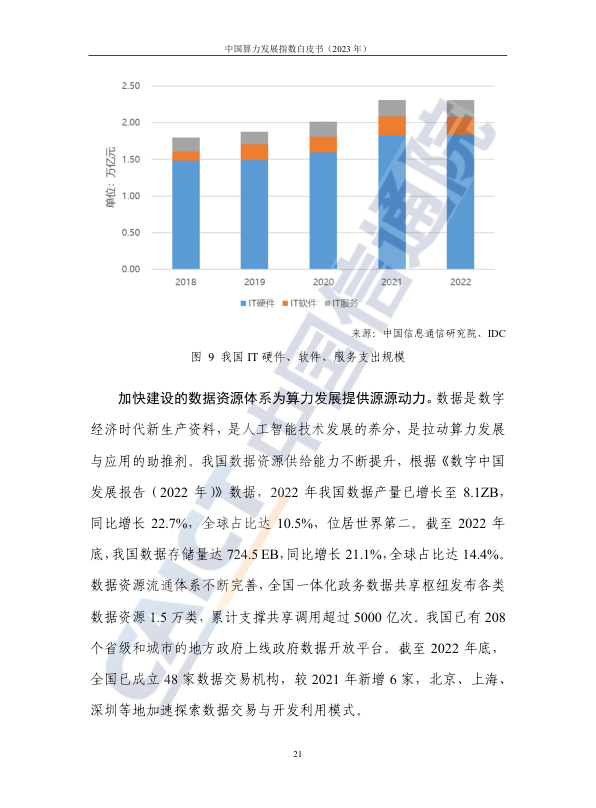 中国算力发展指数白皮书（2023 年）
2.50
2.00
1.50
1.00
0.50
0.00
单位：万亿元
2018 2019 2020 2021 2022
IT硬件 IT软件 IT服务
来源：中国信息通信研究院、IDC
图 9 我国 IT 硬件、软件、服务支出规模
加快建设的数据资源体系为算力发展提供源源动力。数据是数字
经济时代新生产资料，是人工智能技术发展的养分，是拉动算力发展
与应用的助推剂。我国数据资源供给能力不断提升，根据《数字中国
发展报告（2022 年）》数据，2022 年我国数据产量已增长至 8.1ZB，
同比增长 22.7%，全球占比达 10.5%，位居世界第二。截至 2022 年
底，我国数据存储量达 724.5 EB，同比增长 21.1%，全球占比达 14.4%。
数据资源流通体系不断完善，全国一体化政务数据共享枢纽发布各类
数据资源 1.5 万类，累计支撑共享调用超过 5000 亿次。我国已有 208
个省级和城市的地方政府上线政府数据开放平台。截至 2022 年底，
全国已成立 48 家数据交易机构，较 2021 年新增 6 家，北京、上海、
深圳等地加速探索数据交易与开发利用模式。
21
CAICT 中国信通院